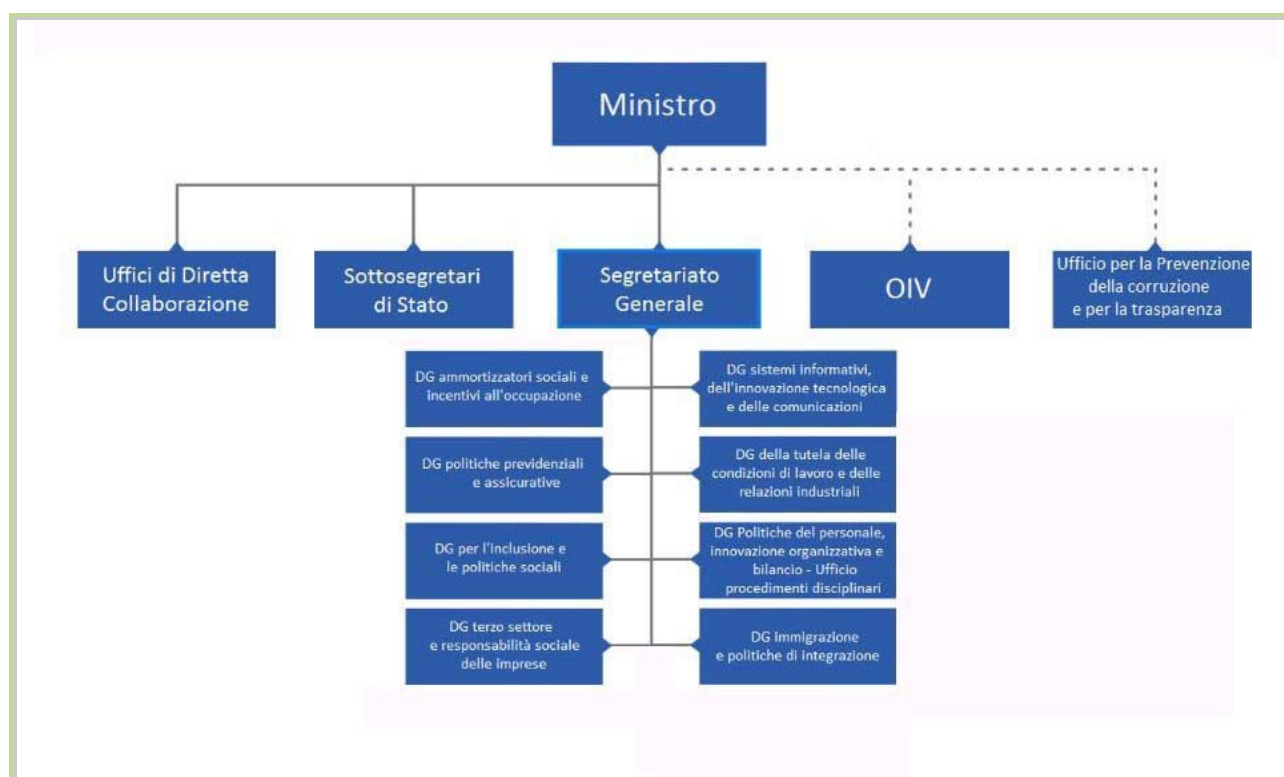 Ministro
Uffici di Diretta
Collaborazione
Sottosegretari
di Stato
Segretariato
Generale
OIV
Ufficio per la Prevenzione
della corruzione
e per la trasparenza
DG ammortizzatori sociali e
incentivi all'occupazione
DG sistemi informativi,
dell'innovazione tecnologica
e delle comunicazioni
DG politiche previdenziali
e assicurative
DG della tutela delle
condizioni di lavoro e delle
relazioni industriali
DG per l'inclusione e
le politiche sociali
DG Politiche del personale,
innovazione organizzativa e
bilancio - Ufficio
procedimenti disciplinari
DG terzo settore
e responsabilità sociale
delle imprese
DG Immigrazione
e politiche di integrazione